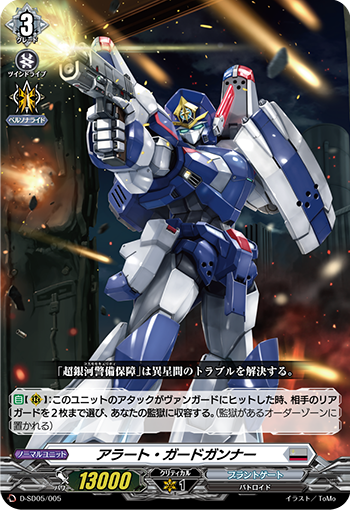 3
グレード
ツインドライブ
ペルソナライド
「超銀河警備保障」は異星間のトラブルを解決する。
自【V】:このユニットのアタックがヴァンガードにヒットした時、相手のリア
ガードを2枚まで選び、あなたの監獄に収容する。(監獄があるオーダーゾーンに
置かれる)
ノーマルユニット
アラート・ガードガンナー
パワー
13000
クリティカル
1
ブラントゲート
バトロイド
D-SD05/005
イラスト/ToMo